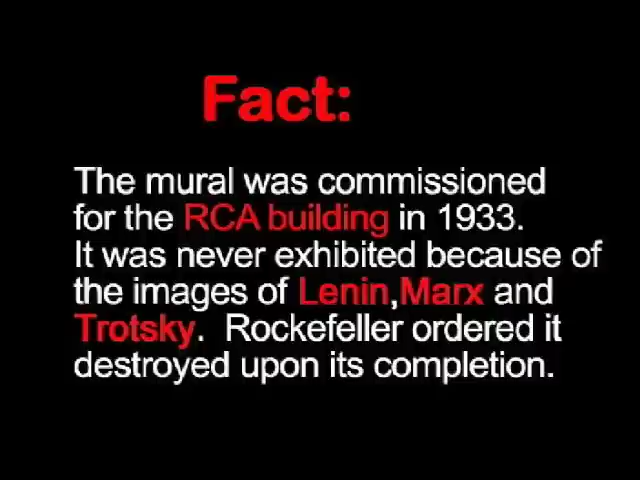 Fact:
The mural was commissioned
for the RCA building in 1933.
It was never exhibited because of
the images of Lenin,Marx and
Trotsky.  Rockefeller ordered it
destroyed upon its completion.